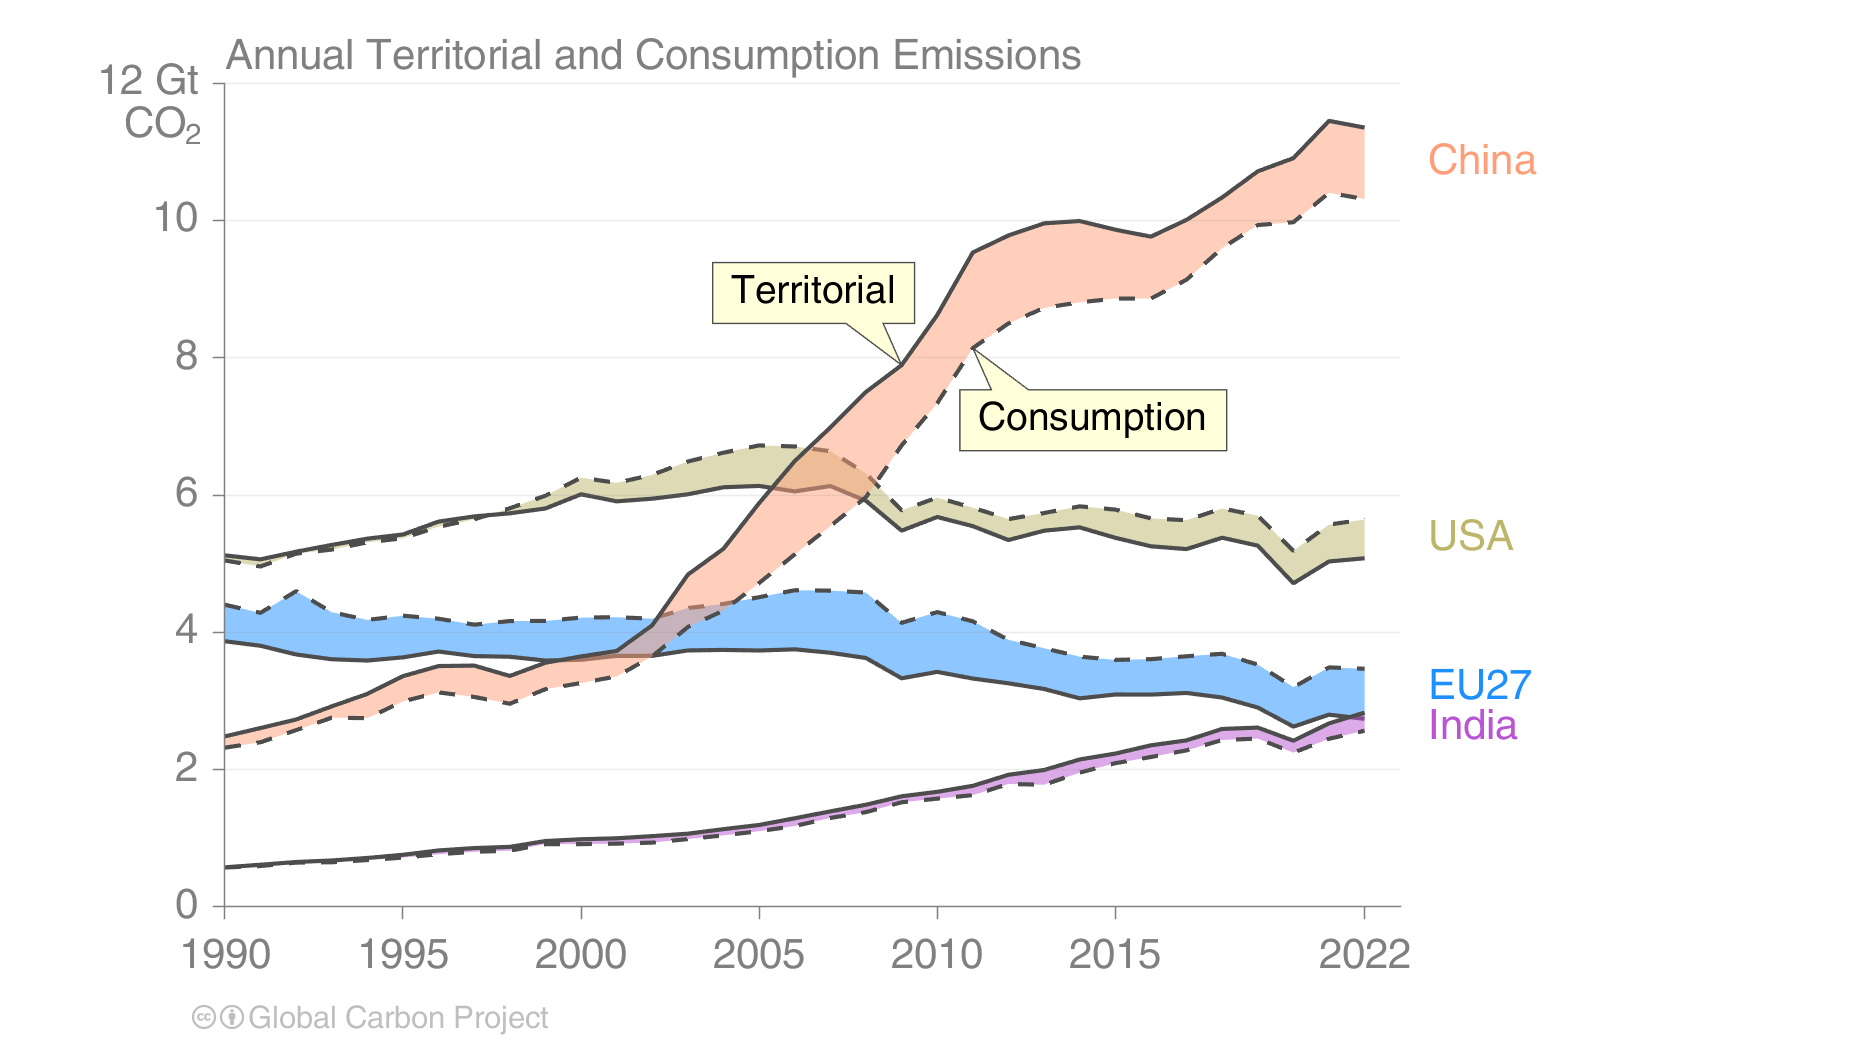 Annual Territorial and Consumption Emissions
12 Gt
CO₂
10
8
6
4
2
0
Territorial
Consumption
China
USA
EU27
India
1990 1995 2000 2005 2010 2015 2022
cc Global Carbon Project